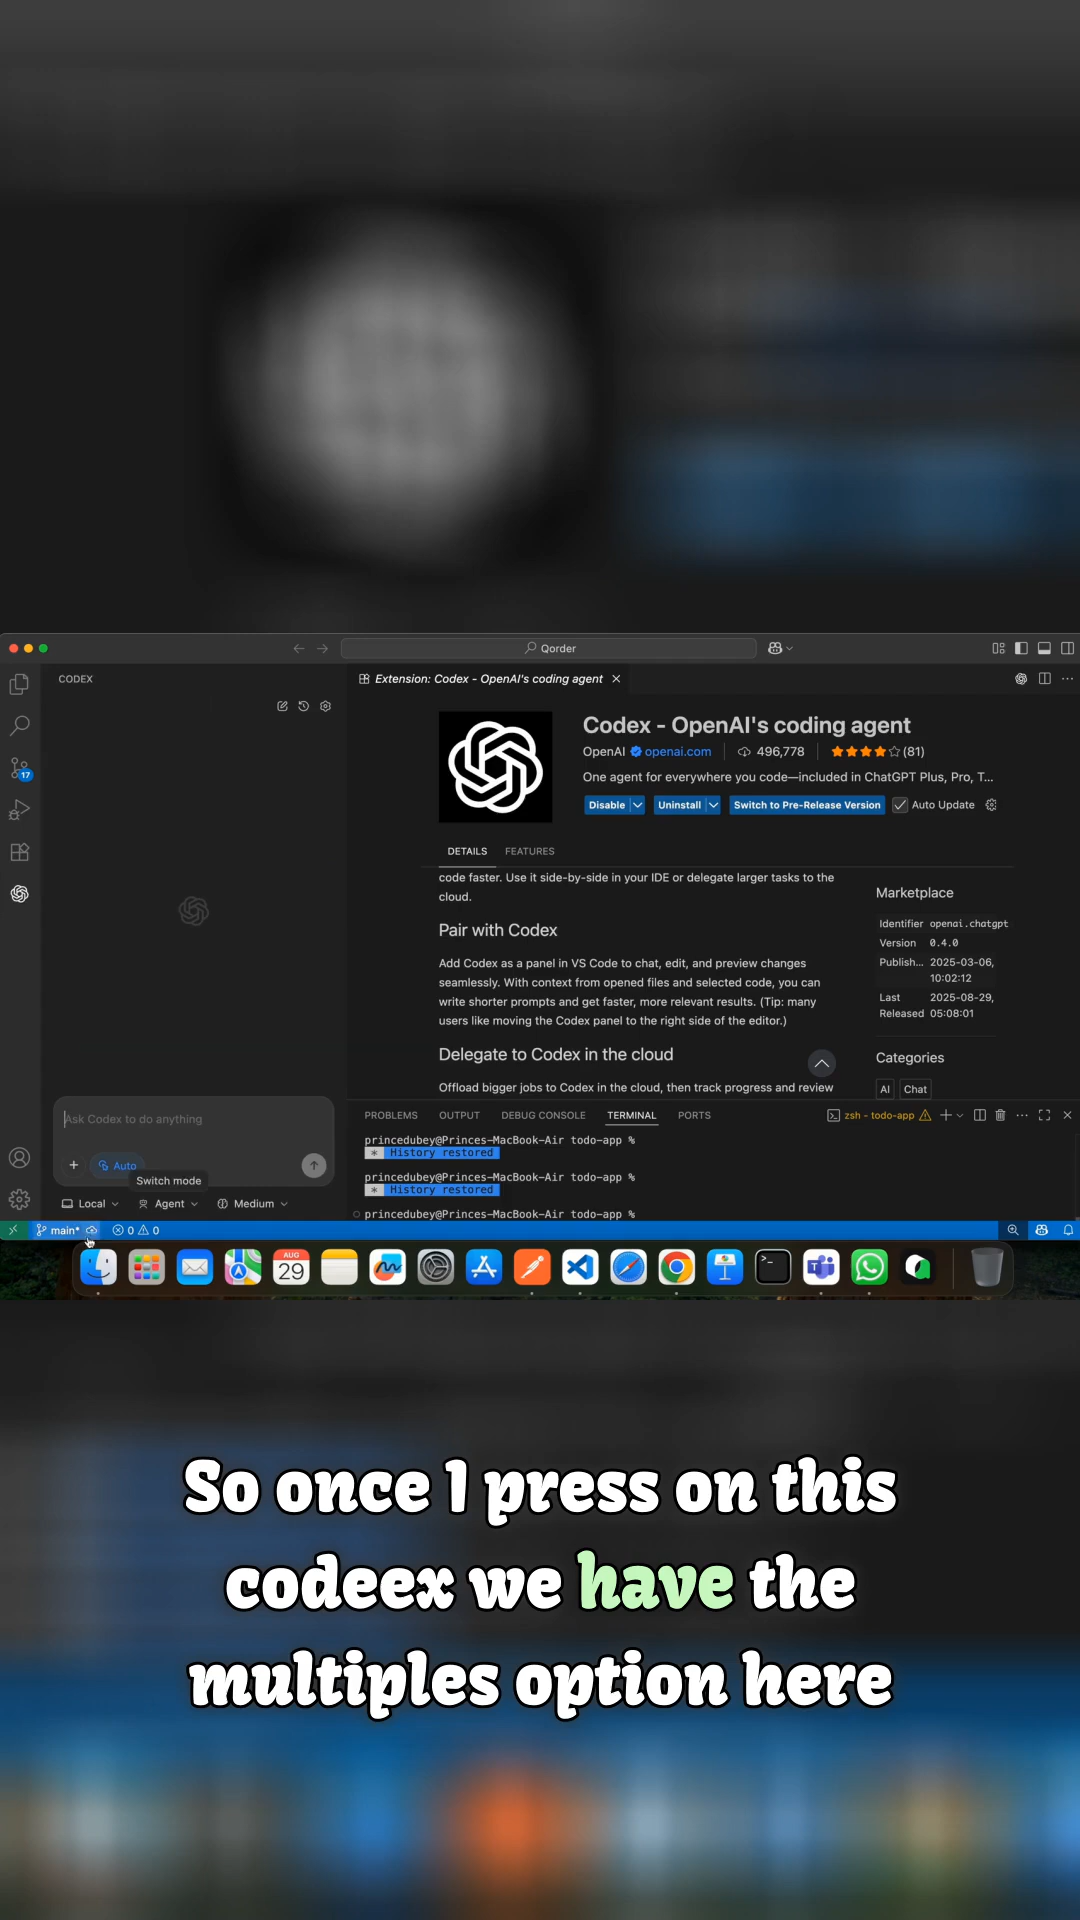 Qorder
CODEX
Extension: Codex - OpenAI's coding agent
Codex - OpenAI's coding agent
OpenAI openai.com 496,778 (81)
One agent for everywhere you code—included in ChatGPT Plus, Pro, T...
Disable Uninstall Switch to Pre-Release Version Auto Update
DETAILS FEATURES
code faster. Use it side-by-side in your IDE or delegate larger tasks to the
cloud.
Pair with Codex
Add Codex as a panel in VS Code to chat, edit, and preview changes
seamlessly. With context from opened files and selected code, you can
write shorter prompts and get faster, more relevant results. (Tip: many
users like moving the Codex panel to the right side of the editor.)
Delegate to Codex in the cloud
Offload bigger jobs to Codex in the cloud, then track progress and review
Marketplace
Identifier openai.chatgpt
Version 0.4.0
Publish... 2025-03-06,
10:02:12
Last 2025-08-29,
Released 05:08:01
Categories
AI Chat
17
Ask Codex to do anything
Auto
Switch mode
Local Agent Medium
PROBLEMS OUTPUT DEBUG CONSOLE TERMINAL PORTS
zsh - todo-app
princedubey@Princes-MacBook-Air todo-app %
* History restored
princedubey@Princes-MacBook-Air todo-app %
* History restored
princedubey@Princes-MacBook-Air todo-app %
main* 0 0
AUG
29
So once I press on this
codeex we have the
multiples option here